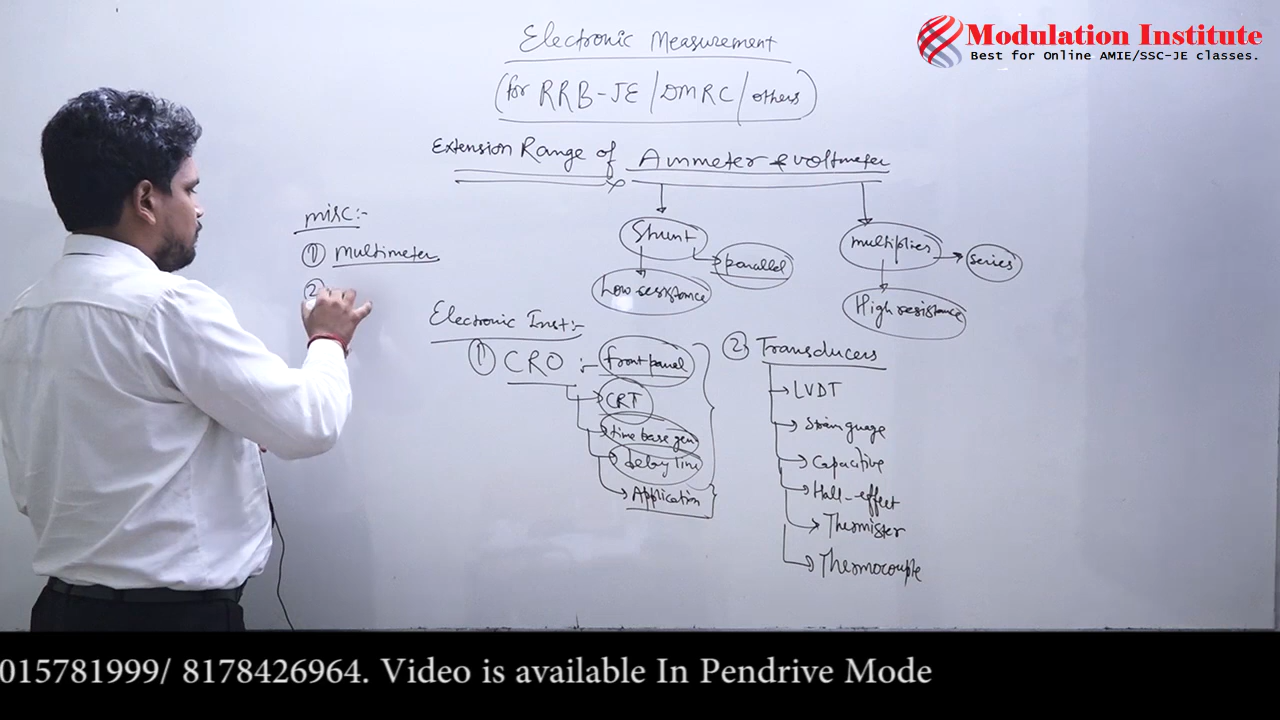 Modulation Institute
Best for Online AMIE/SSC-JE classes.
Electronic Measurement
(for RRB-JE/DMRC/others)
Extension Range of Ammeter & voltmeter
Shunt
parallel
Low resistance
multiplier
series
High resistance
misc:-
① Multimeter
②
Electronic Inst:-
① CRO :- front panel
CRT
time base gen
delay line
Application
② Transducers
LVDT
Strain guage
Capacitive
Hall-effect
Thermister
Thermocouple
015781999/ 8178426964. Video is available In Pendrive Mode